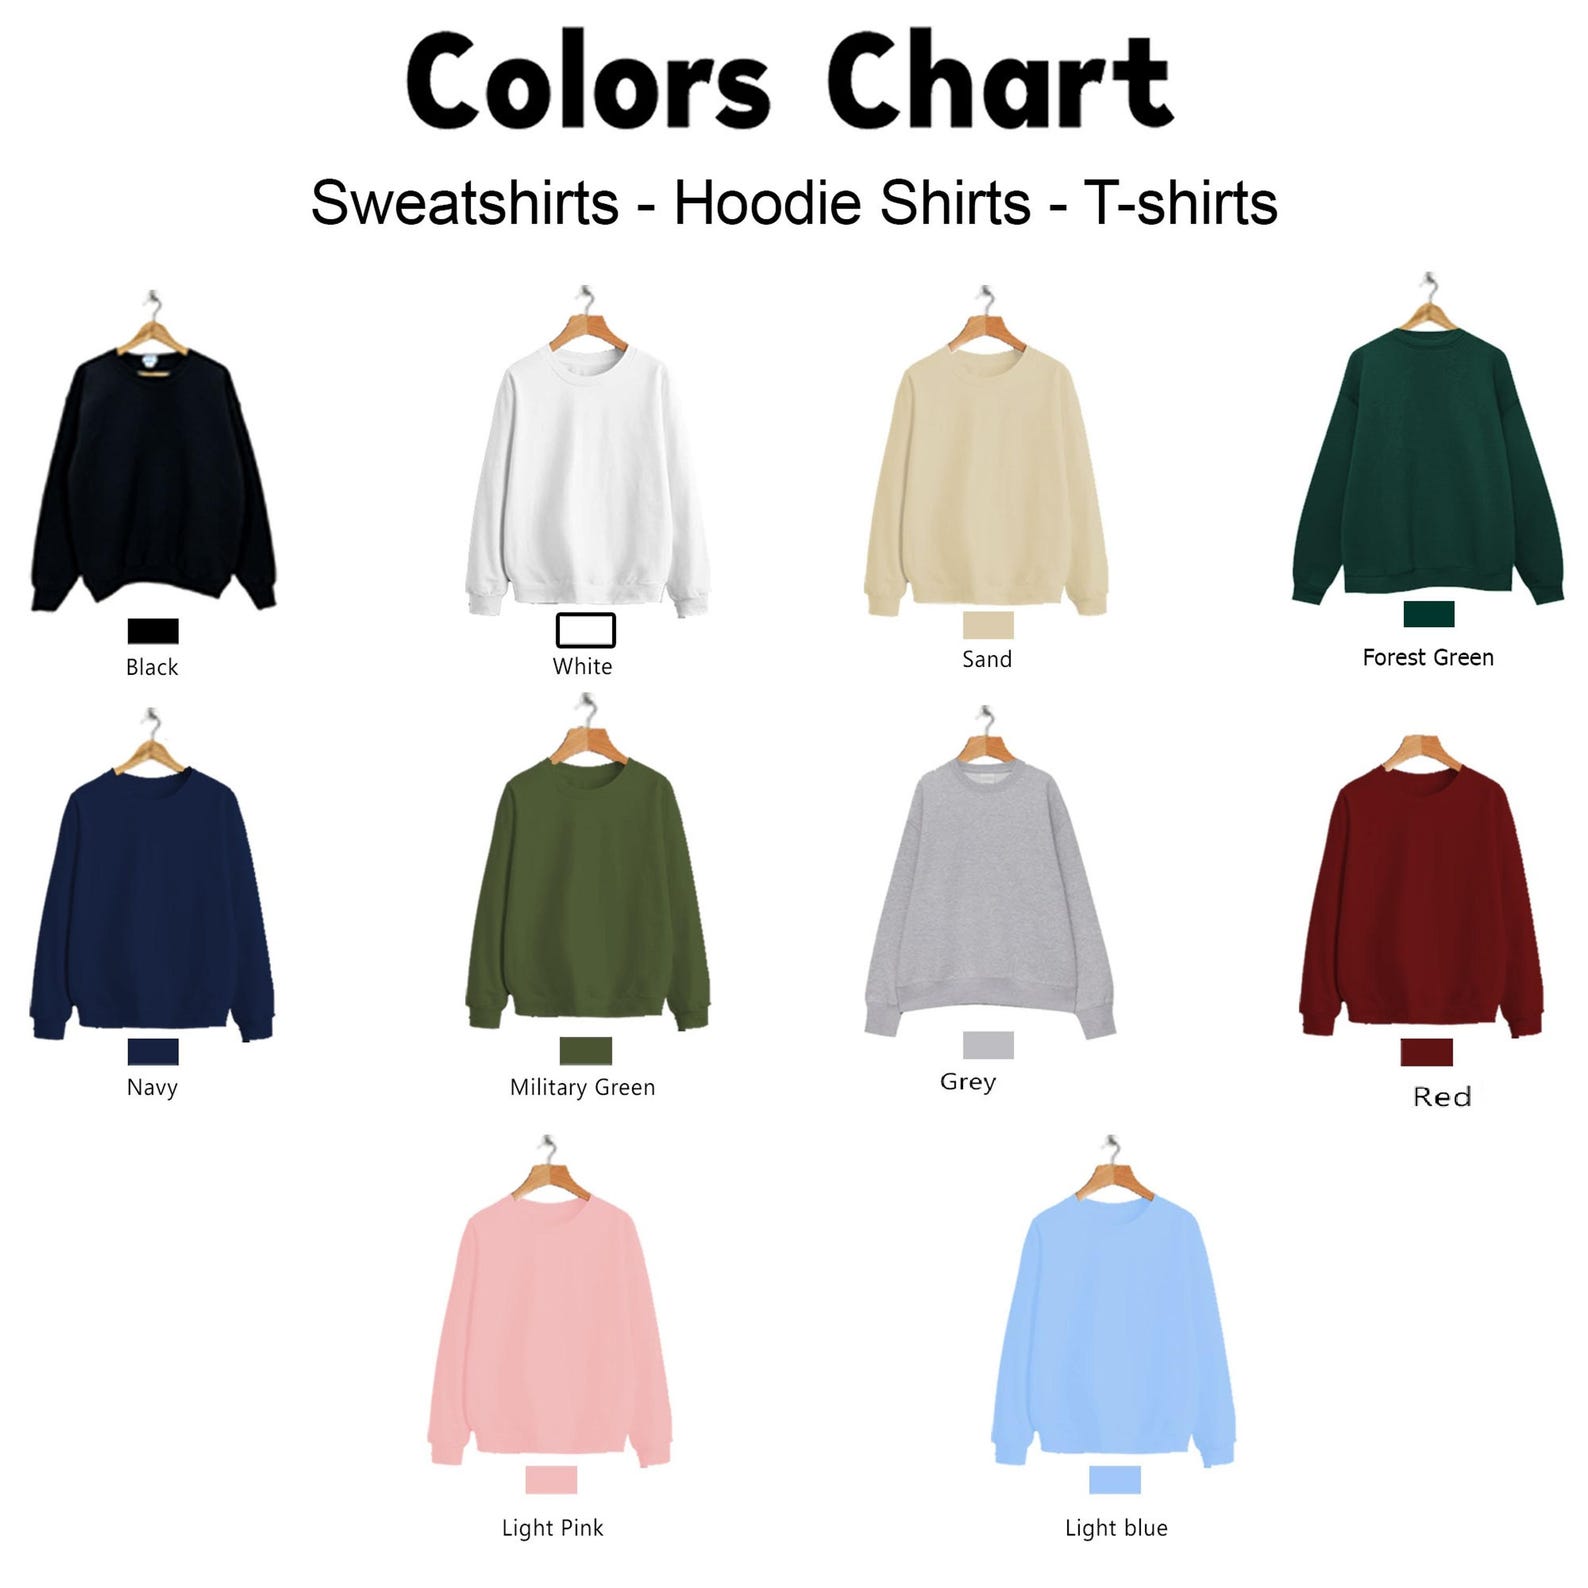 Colors Chart
Sweatshirts - Hoodie Shirts - T-shirts
Black
White
Sand
Forest Green
Navy
Military Green
Grey
Red
Light Pink
Light blue